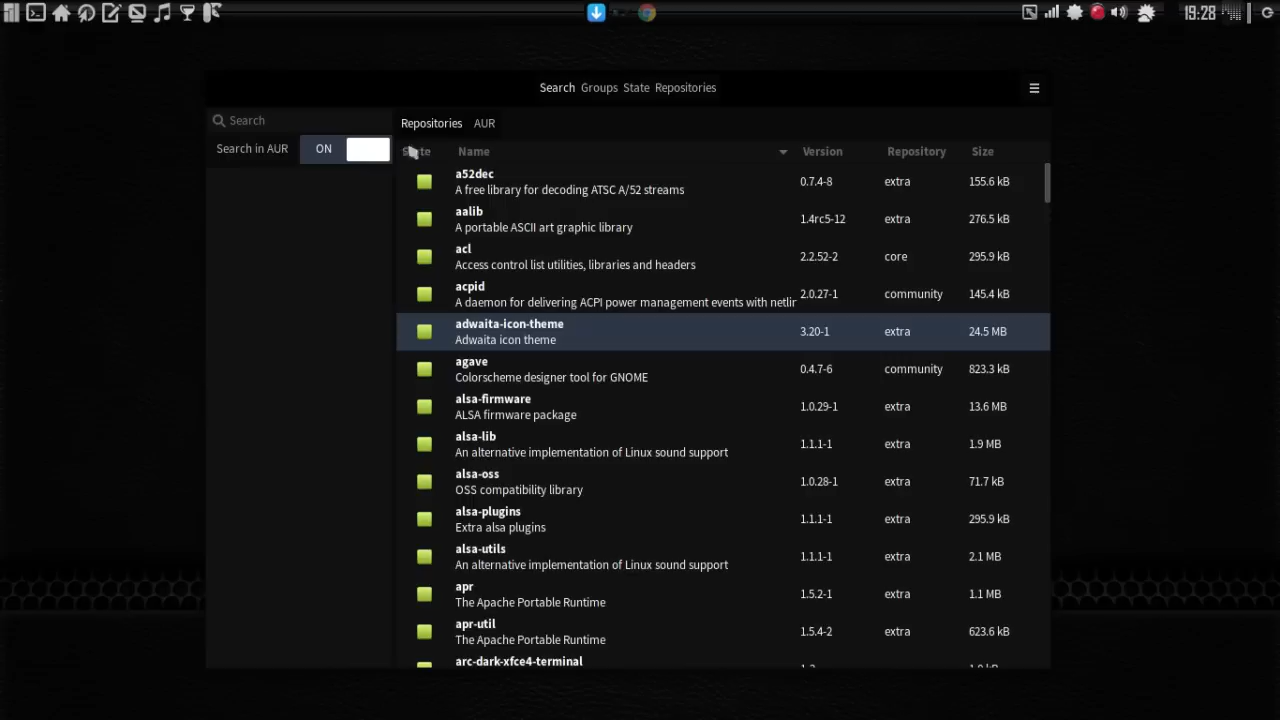 19:28
Search Groups State Repositories
Search
Search in AUR ON
Repositories AUR
Name Version Repository Size
a52dec
A free library for decoding ATSC A/52 streams
0.7.4-8 extra 155.6 kB
aalib
A portable ASCII art graphic library
1.4rc5-12 extra 276.5 kB
acl
Access control list utilities, libraries and headers
2.2.52-2 core 295.9 kB
acpid
A daemon for delivering ACPI power management events with netlir
2.0.27-1 community 145.4 kB
adwaita-icon-theme
Adwaita icon theme
3.20-1 extra 24.5 MB
agave
Colorscheme designer tool for GNOME
0.4.7-6 community 823.3 kB
alsa-firmware
ALSA firmware package
1.0.29-1 extra 13.6 MB
alsa-lib
An alternative implementation of Linux sound support
1.1.1-1 extra 1.9 MB
alsa-oss
OSS compatibility library
1.0.28-1 extra 71.7 kB
alsa-plugins
Extra alsa plugins
1.1.1-1 extra 295.9 kB
alsa-utils
An alternative implementation of Linux sound support
1.1.1-1 extra 2.1 MB
apr
The Apache Portable Runtime
1.5.2-1 extra 1.1 MB
apr-util
The Apache Portable Runtime
1.5.4-2 extra 623.6 kB
arc-dark-xfce4-terminal